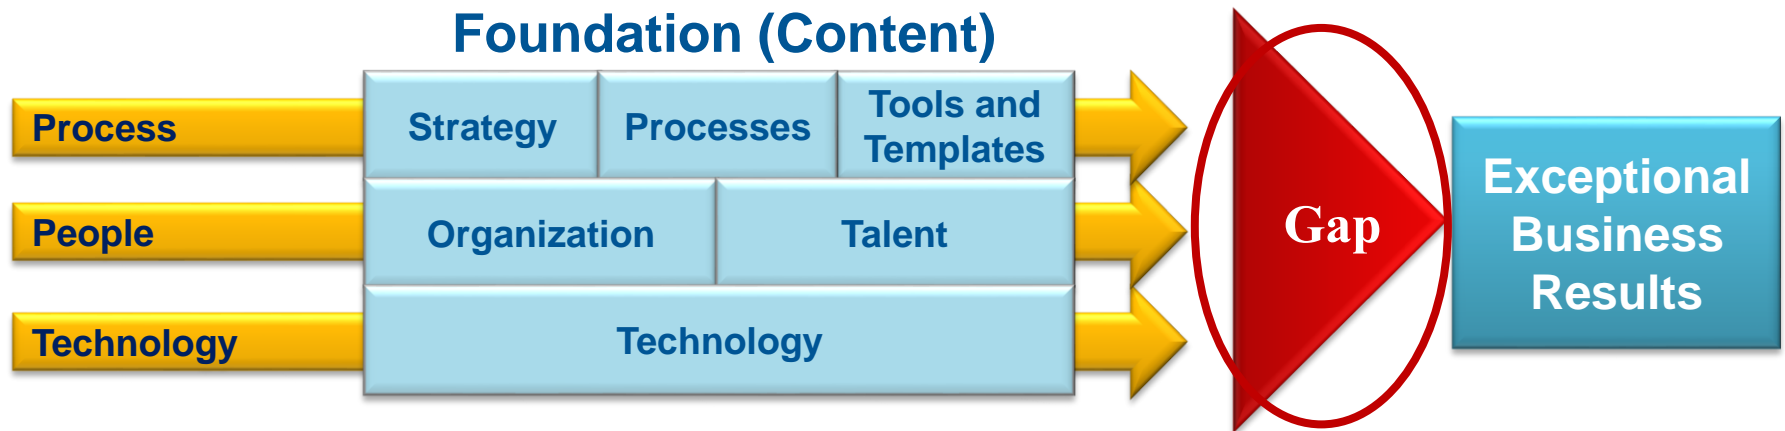 Foundation (Content)
Process
Strategy
Processes
Tools and
Templates
People
Organization
Talent
Technology
Technology
Gap
Exceptional
Business
Results